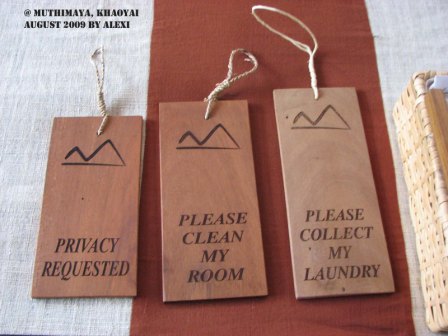 @ MUTHIMAYA, KHAOYAI
AUGUST 2009 BY ALEXI
PRIVACY
REQUESTED
PLEASE
CLEAN
MY
ROOM
PLEASE
COLLECT
MY
LAUNDRY